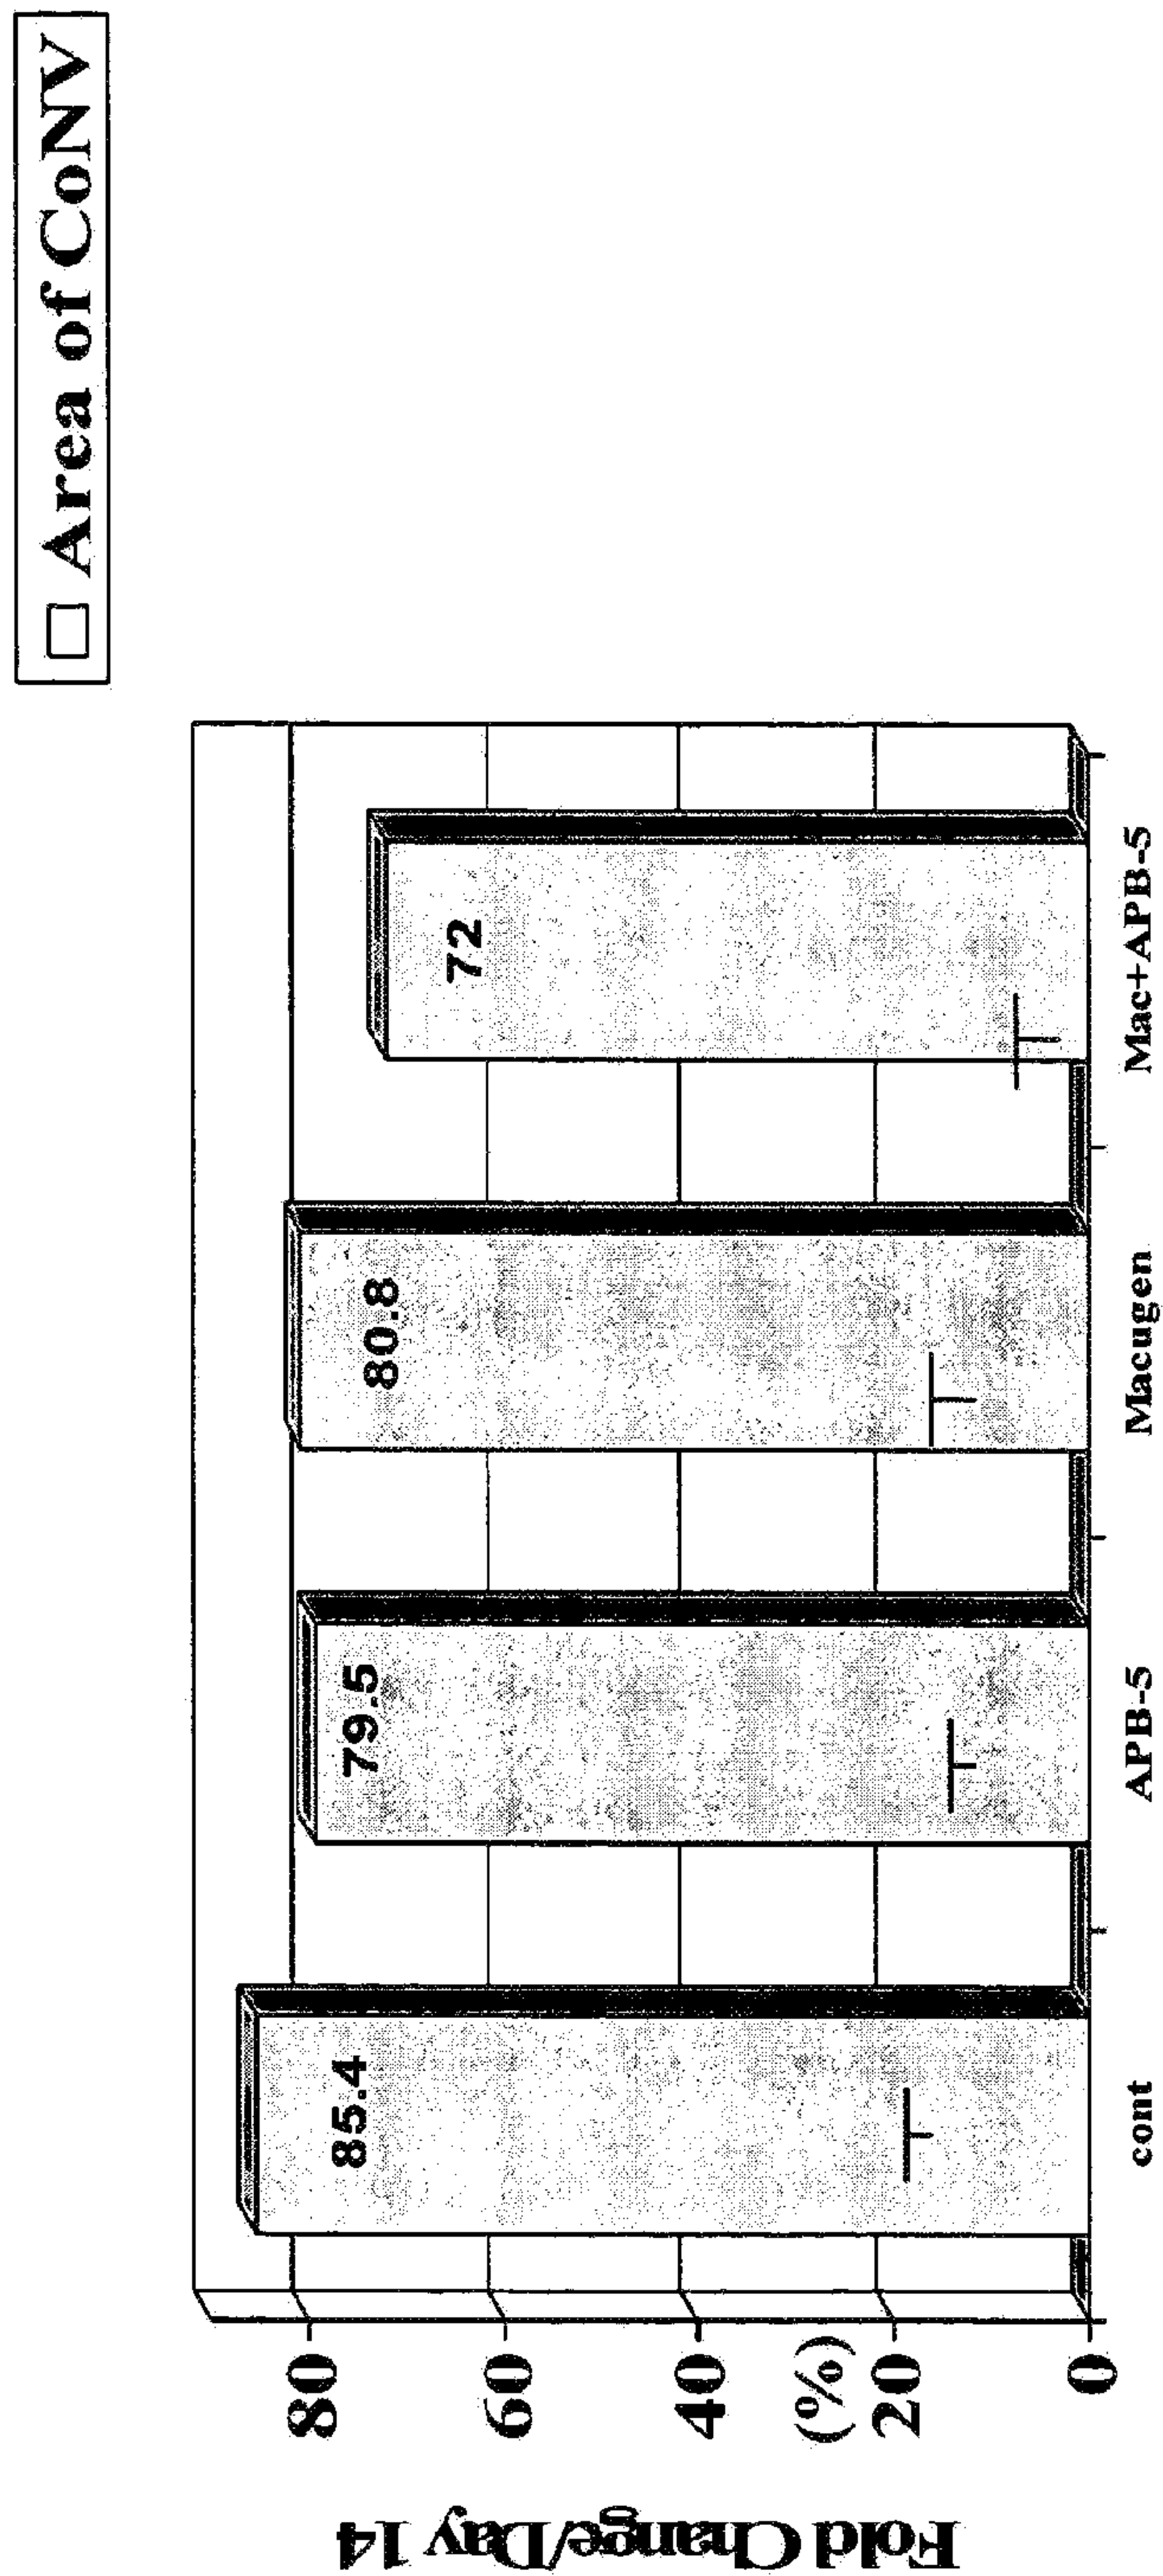 Area of CoNV
Fold Change/Day 14
(%)
80
60
40
20
0
85.4
79.5
80.8
72
cont
APB-5
Macugen
Mac+APB-5